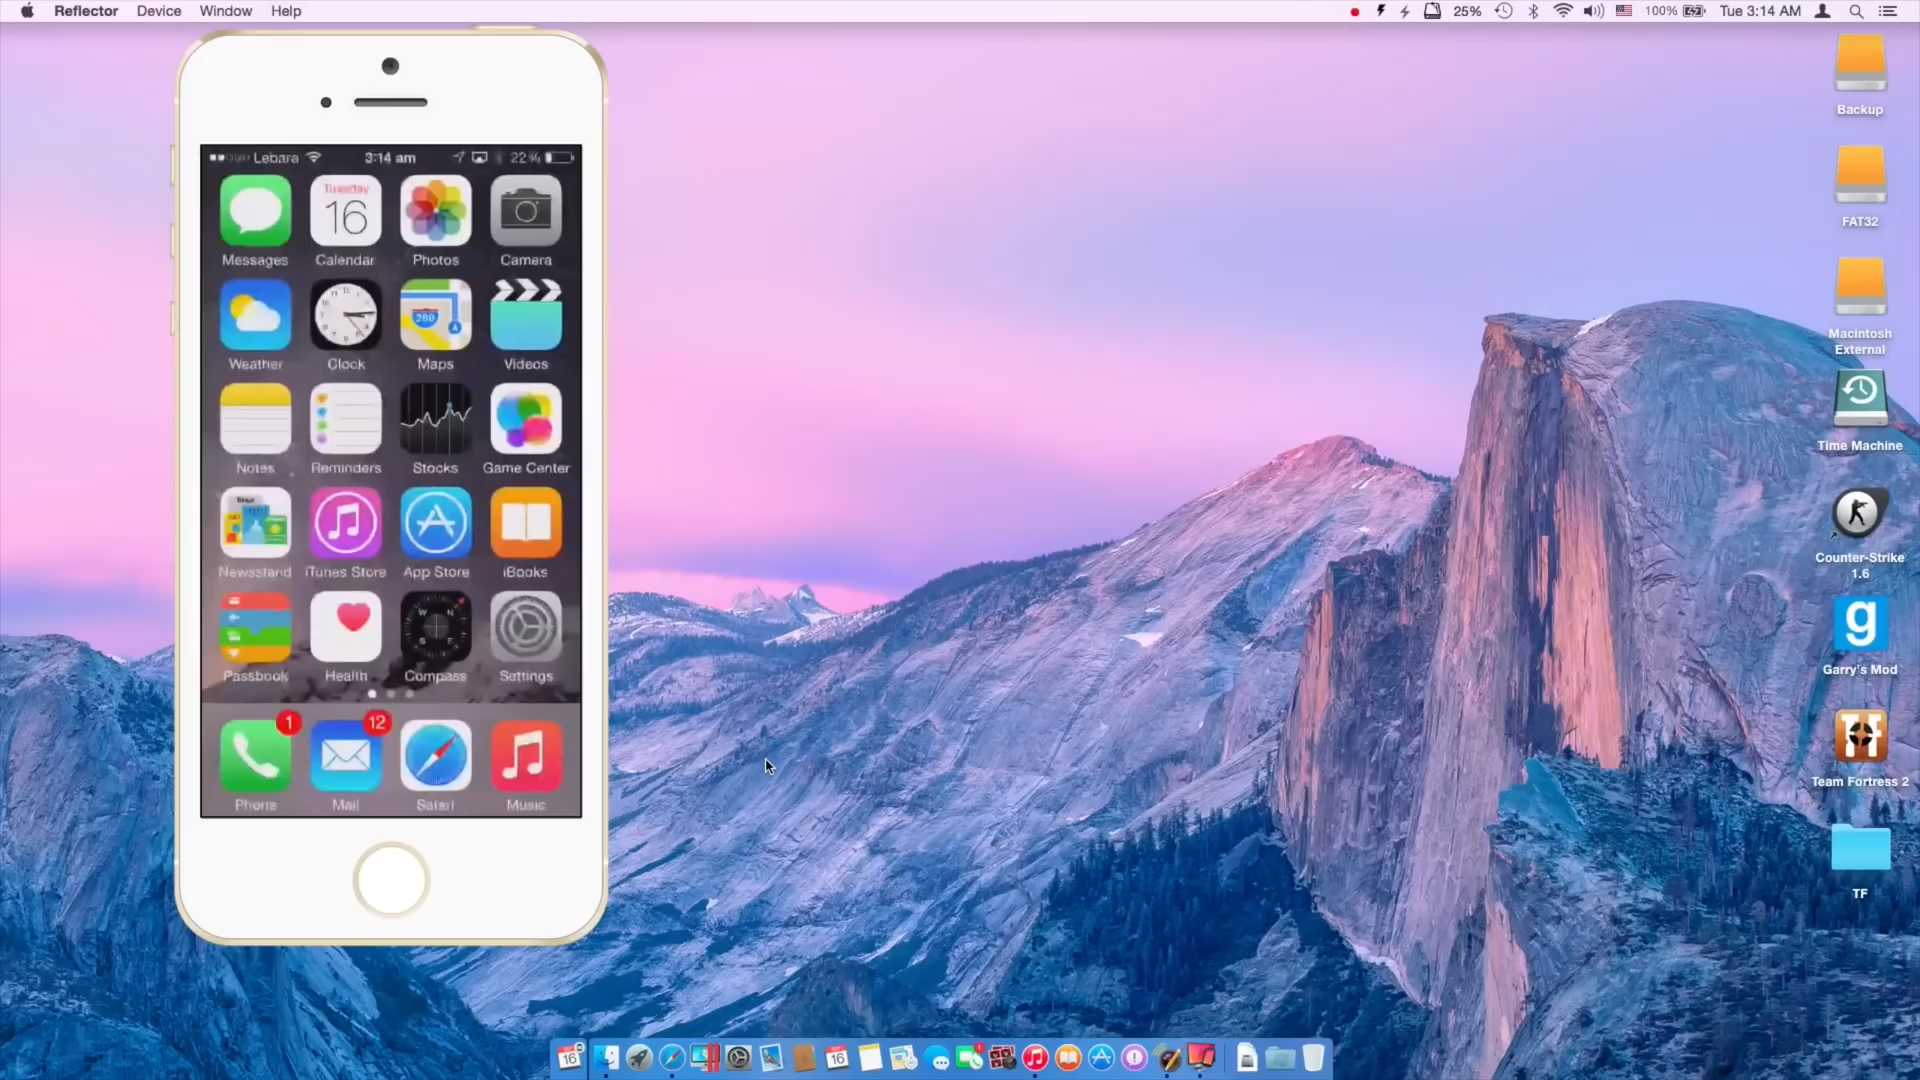 Reflector Device Window Help
25% 100% Tue 3:14 AM
Lebara 3:14 am 22%
Tuesday
16
Messages Calendar Photos Camera
280
Weather Clock Maps Videos
Notes Reminders Stocks Game Center
Newsstand iTunes Store App Store iBooks
W N
S E
Passbook Health Compass Settings
1 12
Phone Mail Safari Music
Backup
FAT32
Macintosh
External
Time Machine
Counter-Strike
1.6
g
Garry's Mod
Team Fortress 2
TF
16 16